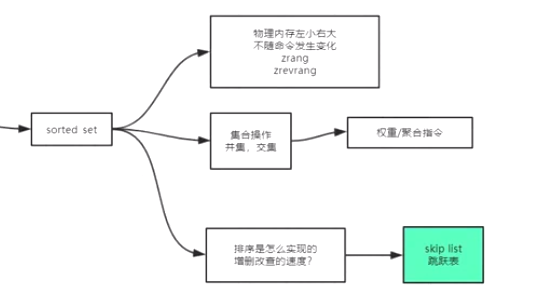 物理内存左小右大
不随命令发生变化
zrang
zrevrang
sorted set
集合操作
并集，交集
权重/聚合指令
排序是怎么实现的
增删改查的速度？
skip list
跳跃表